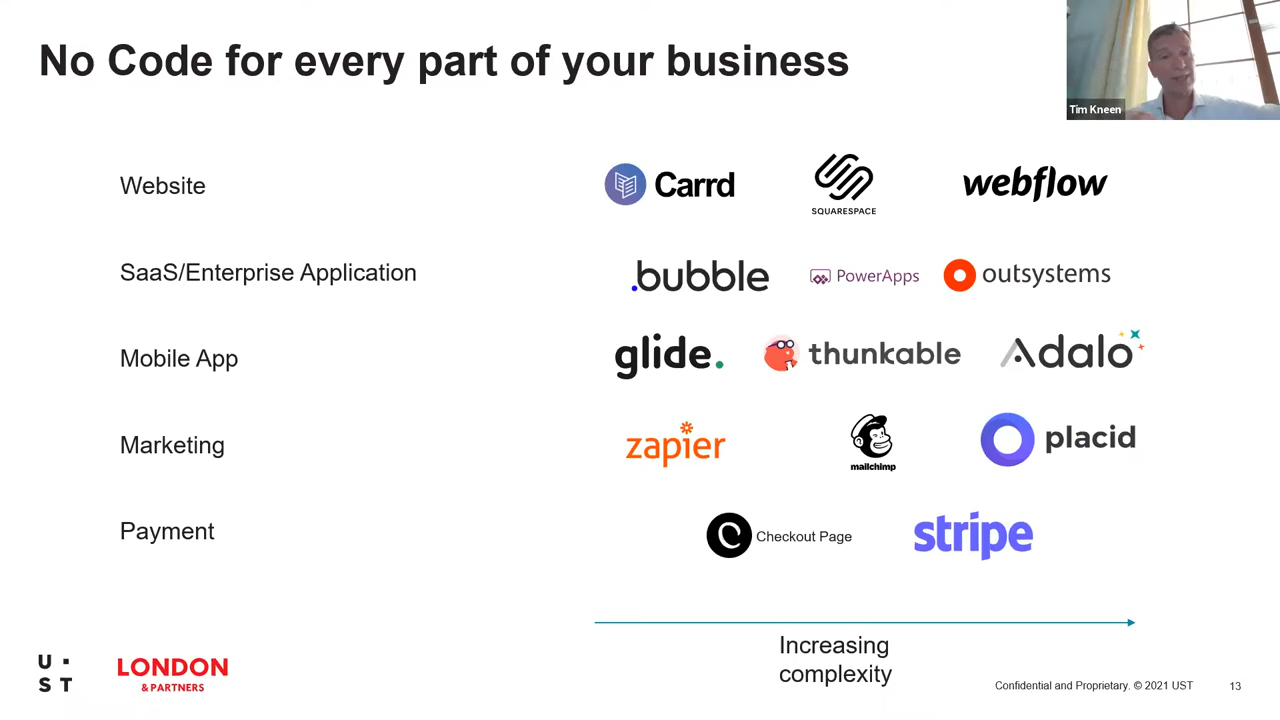 No Code for every part of your business
Tim Kneen
Website
Carrd
SQUARESPACE
webflow
SaaS/Enterprise Application
.bubble
PowerApps
outsystems
Mobile App
glide.
thunkable
Adalo
Marketing
zapier
mailchimp
placid
Payment
C Checkout Page
stripe
Increasing
complexity
U.
ST
LONDON
& PARTNERS
Confidential and Proprietary. © 2021 UST
13